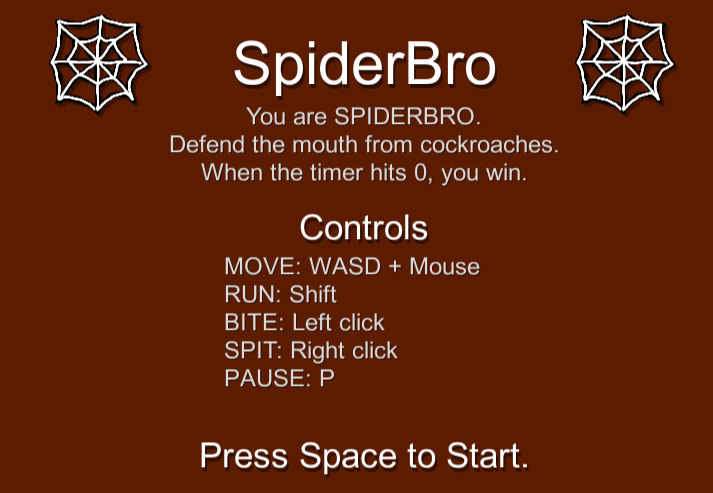 SpiderBro
You are SPIDERBRO.
Defend the mouth from cockroaches.
When the timer hits 0, you win.
Controls
MOVE: WASD + Mouse
RUN: Shift
BITE: Left click
SPIT: Right click
PAUSE: P
Press Space to Start.